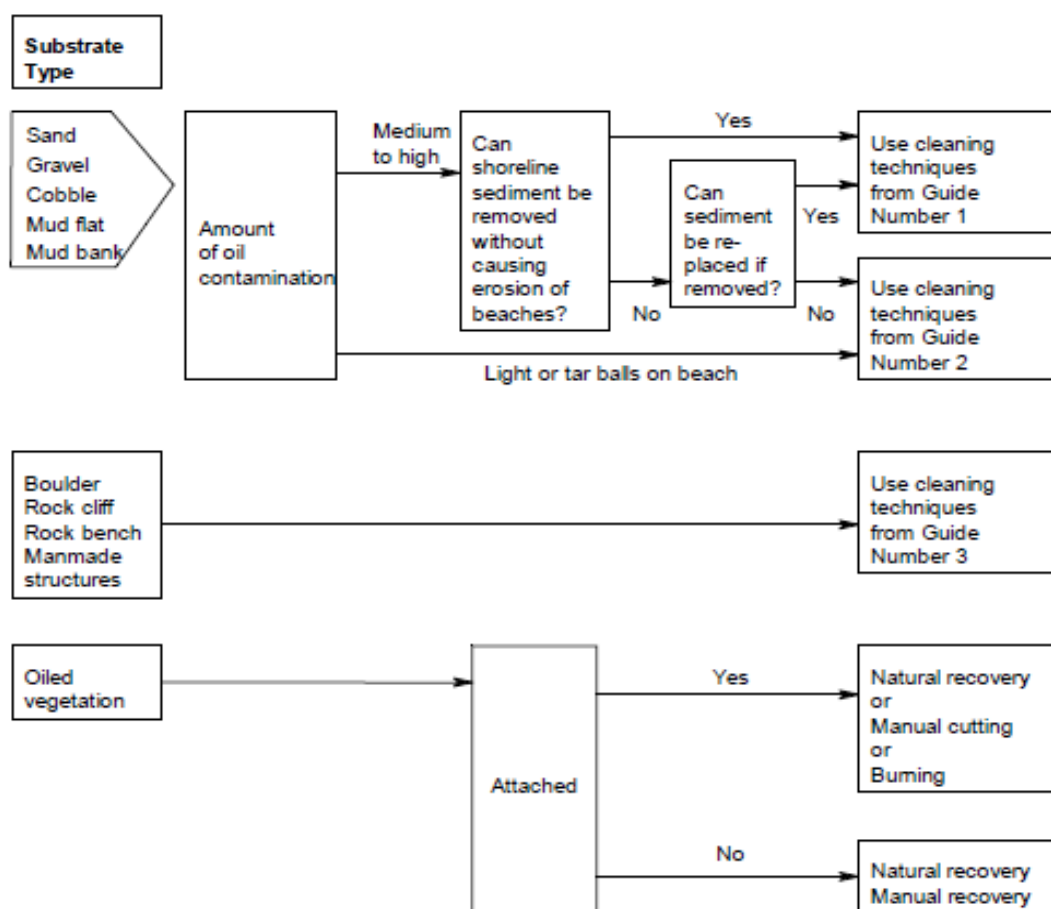 Substrate
Type
Sand
Gravel
Cobble
Mud flat
Mud bank
Amount
of oil
contamination
Medium
to high
Can
shoreline
sediment be
removed
without
causing
erosion of
beaches?
Yes
No
Can
sediment
be re-
placed if
removed?
Yes
No
Light or tar balls on beach
Use cleaning
techniques
from Guide
Number 1
Use cleaning
techniques
from Guide
Number 2
Boulder
Rock cliff
Rock bench
Manmade
structures
Use cleaning
techniques
from Guide
Number 3
Oiled
vegetation
Attached
Yes
Natural recovery
or
Manual cutting
or
Burning
No
Natural recovery
Manual recovery